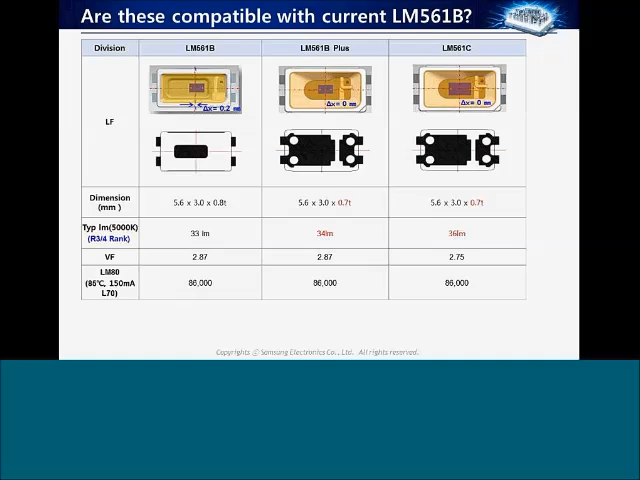 Are these compatible with current LM561B?
Division LM561B LM561B Plus LM561C
LF
Δx= 0.2 mm Δx= 0 mm Δx= 0 mm
Dimension
(mm ) 5.6 x 3.0 x 0.8t 5.6 x 3.0 x 0.7t 5.6 x 3.0 x 0.7t
Typ lm(5000K)
(R3/4 Rank) 33 lm 34lm 36lm
VF 2.87 2.87 2.75
LM80
(85℃, 150mA
L70) 86,000 86,000 86,000
Copyrights ⓒ Samsung Electronics Co., Ltd. All rights reserved.